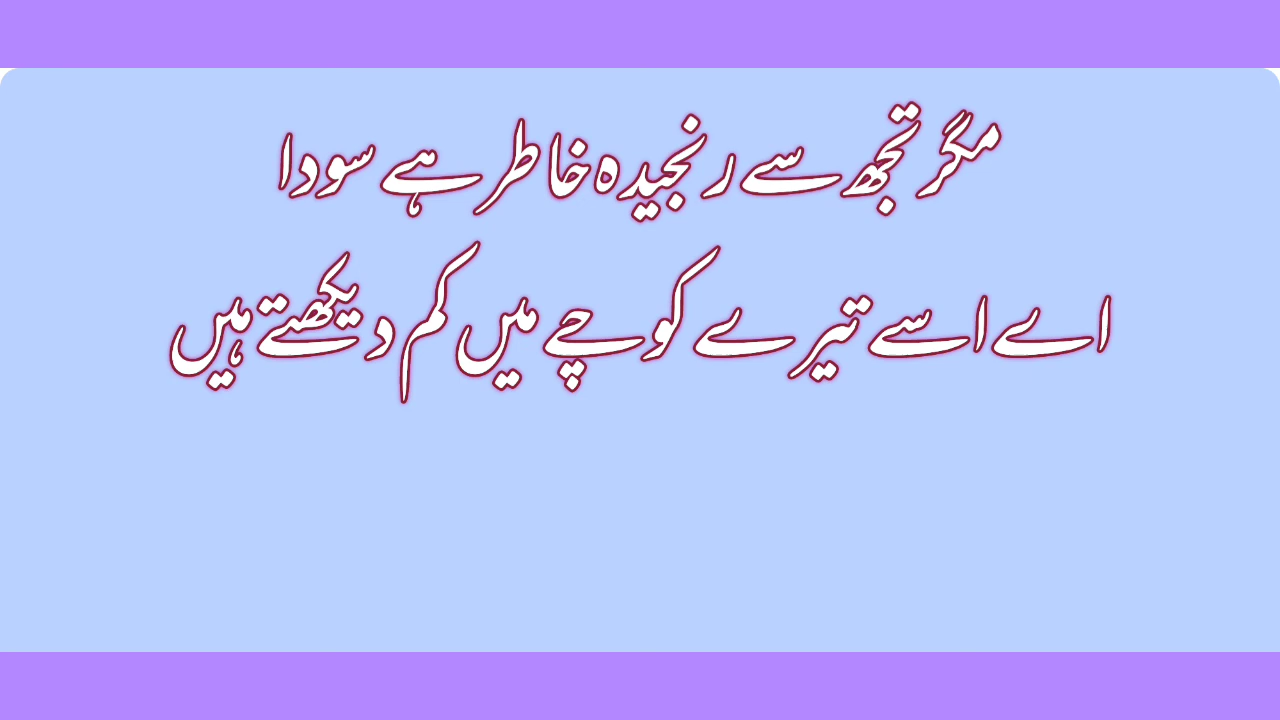 مگر تجھ سے رنجیدہ خاطر ہے سودا
اے اسے تیرے کوچے میں کم دیکھتے ہیں